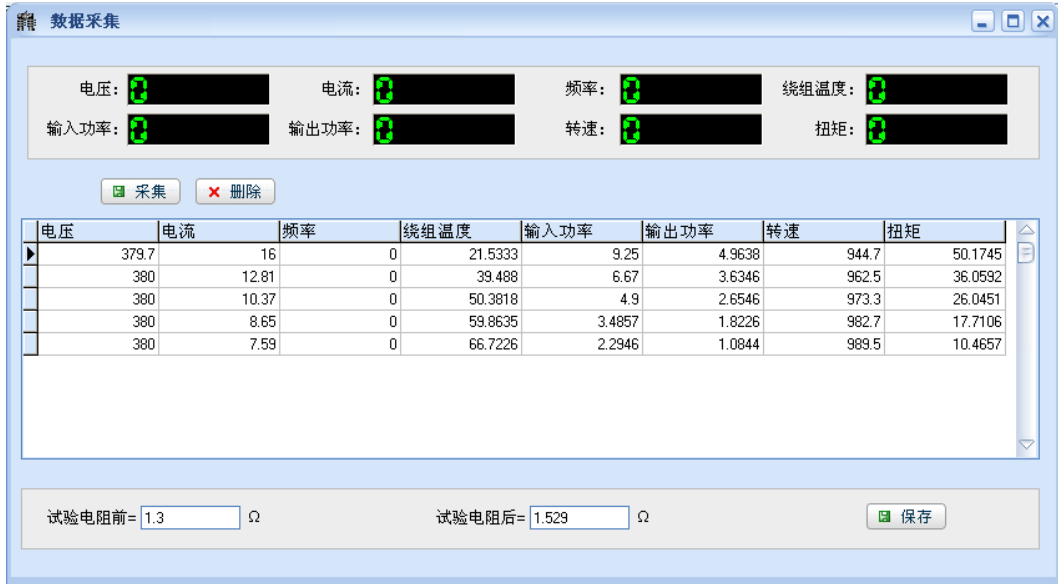 数据采集
电压: 0 电流: 0 频率: 0 绕组温度: 0
输入功率: 0 输出功率: 0 转速: 0 扭矩: 0
采集 删除
电压 电流 频率 绕组温度 输入功率 输出功率 转速 扭矩
379.7 16 0 21.5333 9.25 4.9638 944.7 50.1745
380 12.81 0 39.488 6.67 3.6346 962.5 36.0592
380 10.37 0 50.3818 4.9 2.6546 973.3 26.0451
380 8.65 0 59.8635 3.4857 1.8226 982.7 17.7106
380 7.59 0 66.7226 2.2946 1.0844 989.5 10.4657
试验电阻前= 1.3 Ω 试验电阻后= 1.529 Ω 保存